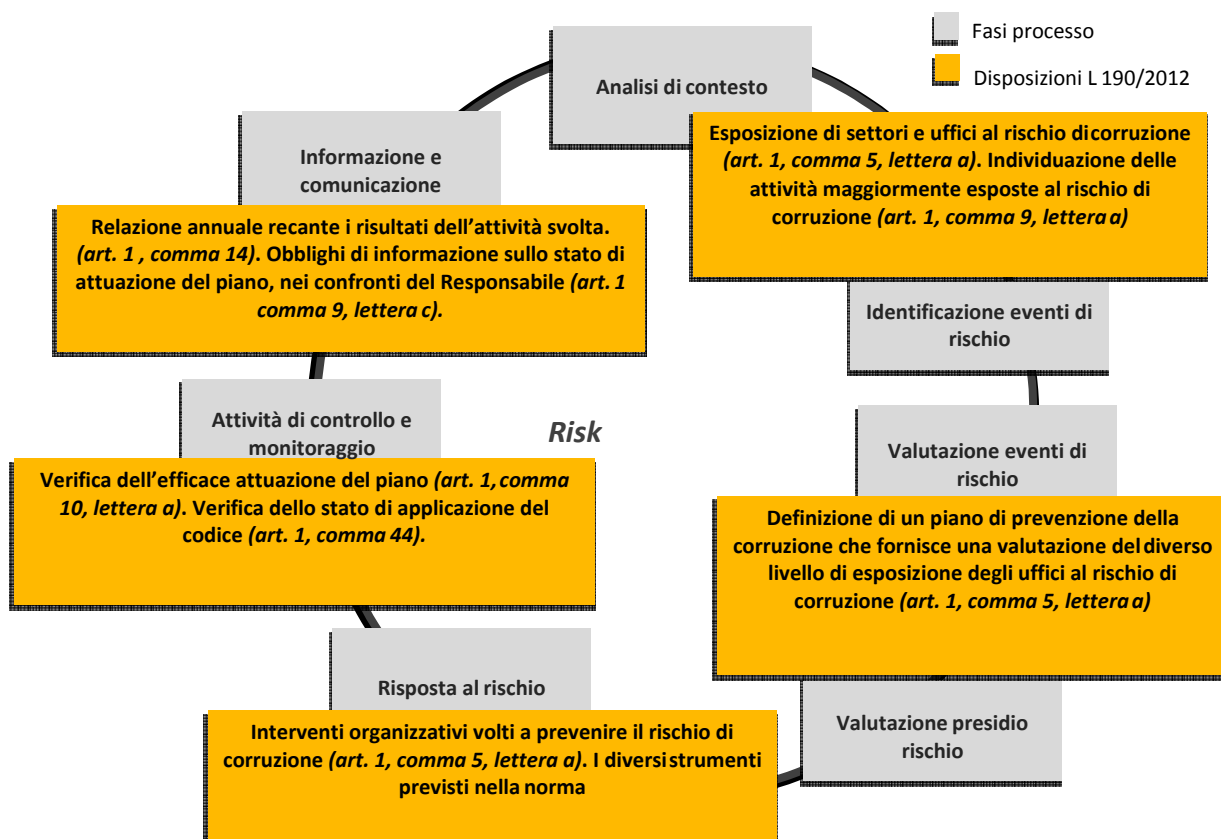 Fasi processo
Disposizioni L 190/2012
Analisi di contesto
Esposizione di settori e uffici al rischio di corruzione
(art. 1, comma 5, lettera a). Individuazione delle
attività maggiormente esposte al rischio di
corruzione (art. 1, comma 9, lettera a)
Identificazione eventi di
rischio
Valutazione eventi di
rischio
Definizione di un piano di prevenzione della
corruzione che fornisce una valutazione del diverso
livello di esposizione degli uffici al rischio di
corruzione (art. 1, comma 5, lettera a)
Valutazione presidio
rischio
Risposta al rischio
Interventi organizzativi volti a prevenire il rischio di
corruzione (art. 1, comma 5, lettera a). I diversi strumenti
previsti nella norma
Attività di controllo e
monitoraggio
Verifica dell’efficace attuazione del piano (art. 1, comma
10, lettera a). Verifica dello stato di applicazione del
codice (art. 1, comma 44).
Informazione e
comunicazione
Relazione annuale recante i risultati dell’attività svolta.
(art. 1 , comma 14). Obblighi di informazione sullo stato di
attuazione del piano, nei confronti del Responsabile (art. 1
comma 9, lettera c).
Risk